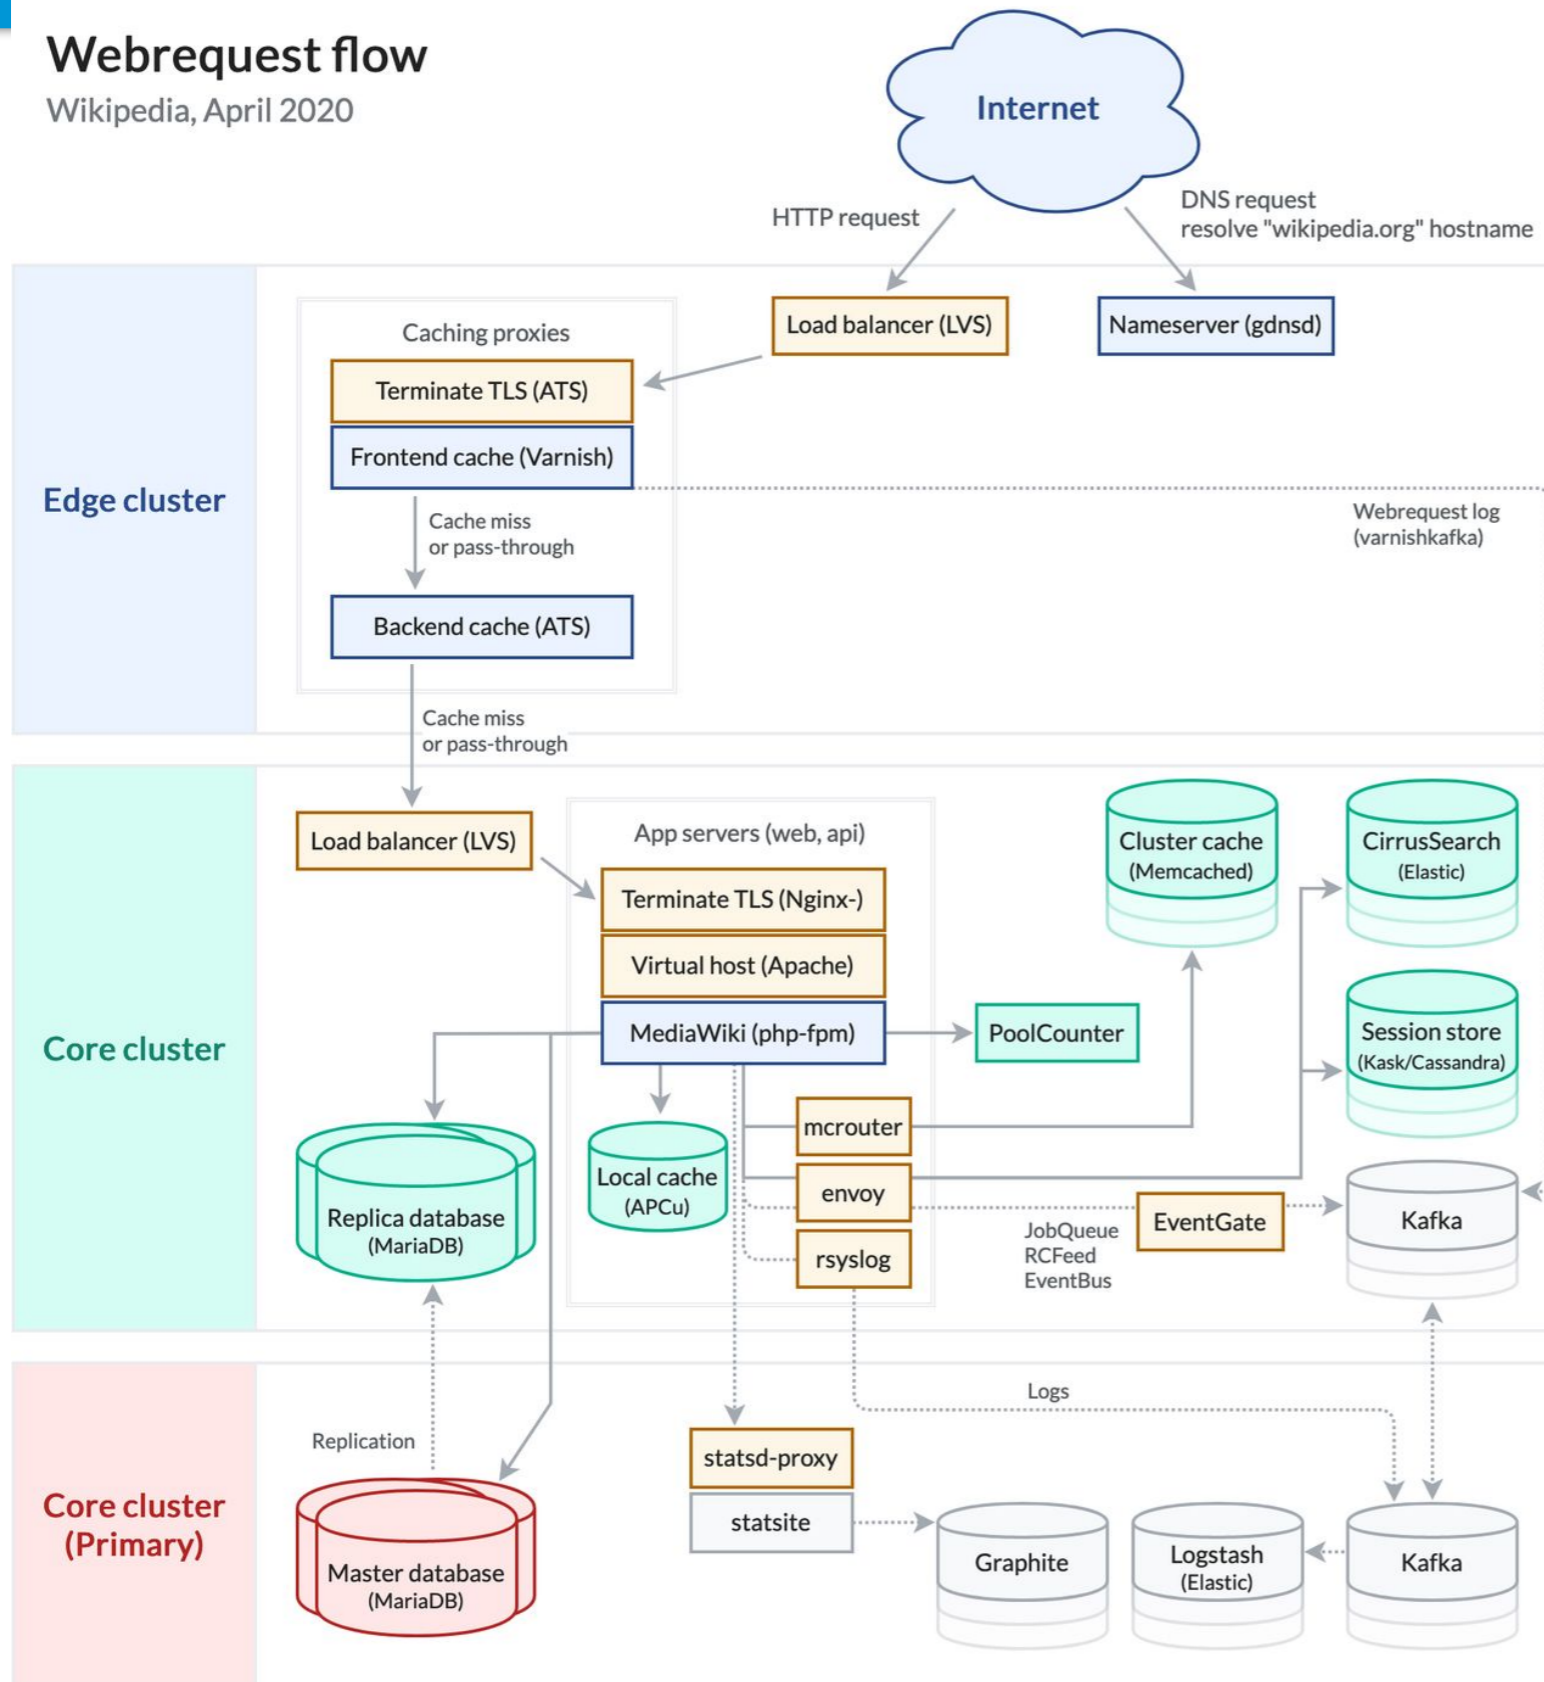 Webrequest flow
Wikipedia, April 2020
Internet
HTTP request
DNS request
resolve "wikipedia.org" hostname
Edge cluster
Load balancer (LVS)
Nameserver (gdnsd)
Caching proxies
Terminate TLS (ATS)
Frontend cache (Varnish)
Webrequest log
(varnishkafka)
Cache miss
or pass-through
Backend cache (ATS)
Cache miss
or pass-through
Core cluster
Load balancer (LVS)
App servers (web, api)
Terminate TLS (Nginx-)
Virtual host (Apache)
MediaWiki (php-fpm)
PoolCounter
Cluster cache
(Memcached)
CirrusSearch
(Elastic)
Session store
(Kask/Cassandra)
mcrouter
envoy
rsyslog
Local cache
(APCu)
Replica database
(MariaDB)
JobQueue
RCFeed
EventBus
EventGate
Kafka
Core cluster
(Primary)
Replication
Logs
Master database
(MariaDB)
statsd-proxy
statsite
Graphite
Logstash
(Elastic)
Kafka